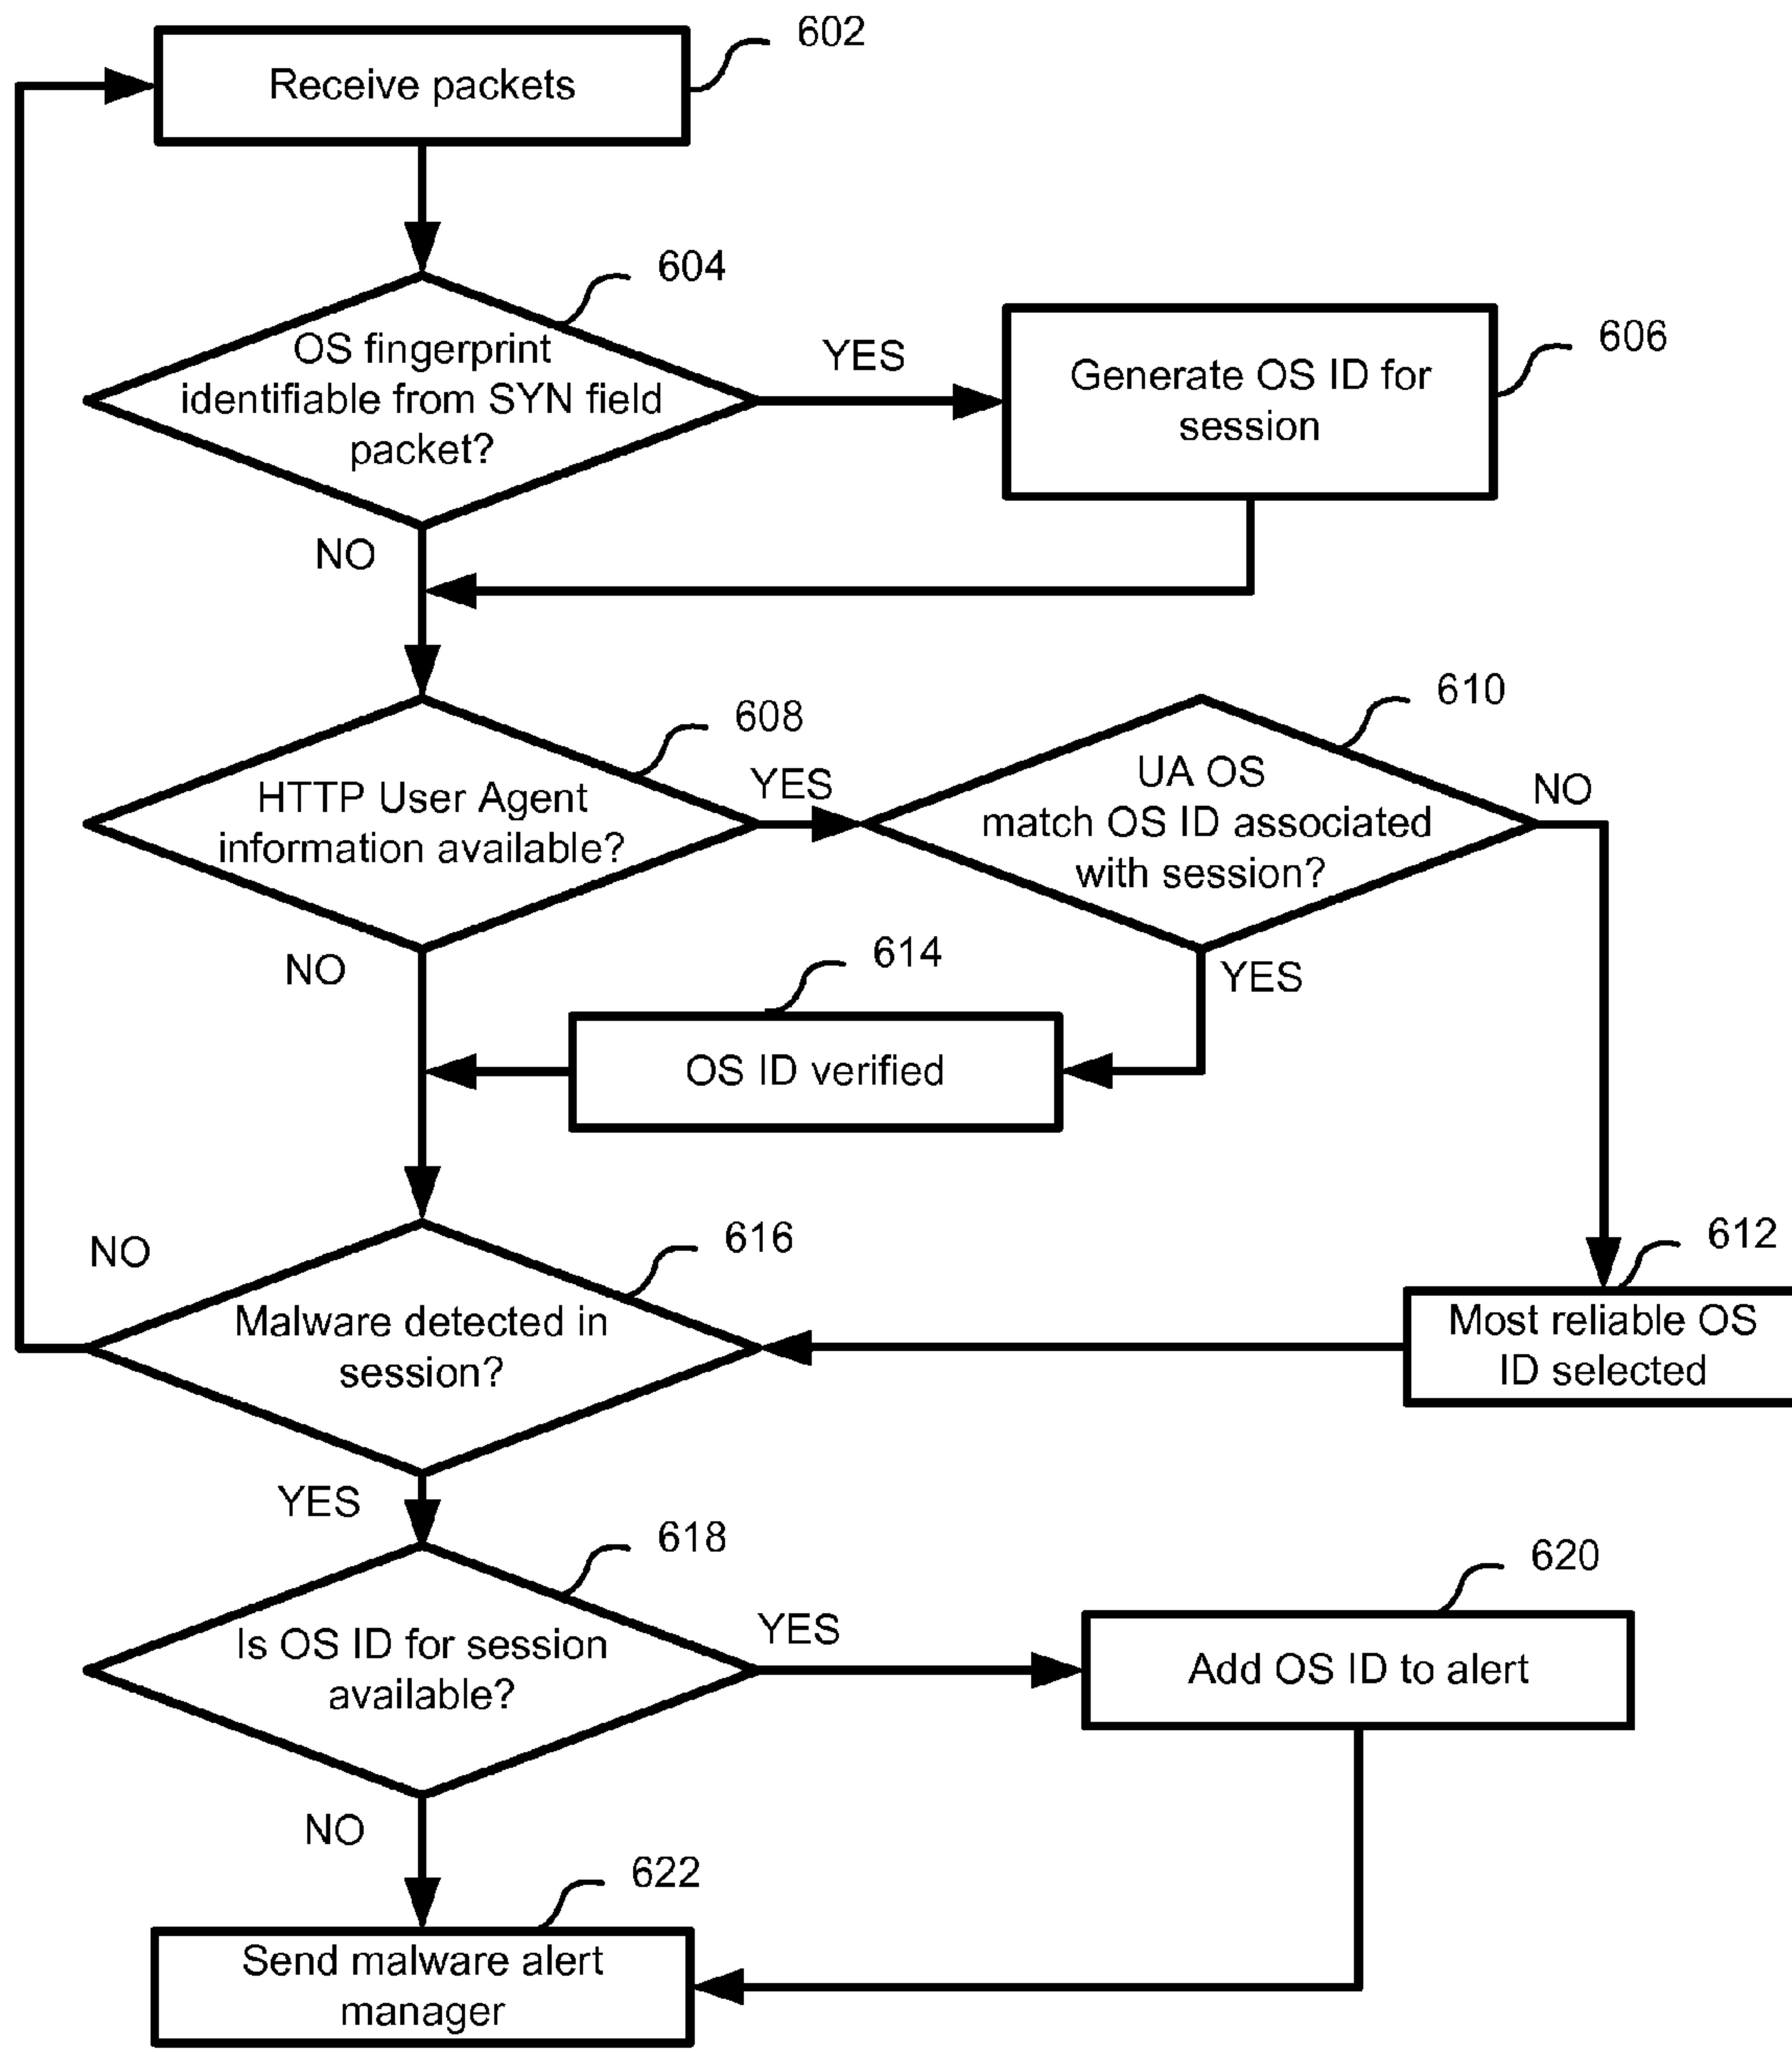 602
Receive packets
604
OS fingerprint
identifiable from SYN field
packet?
YES
606
Generate OS ID for
session
NO
608
HTTP User Agent
information available?
YES
610
UA OS
match OS ID associated
with session?
NO
NO
614
YES
OS ID verified
612
Most reliable OS
ID selected
NO
616
Malware detected in
session?
YES
618
Is OS ID for session
available?
YES
620
Add OS ID to alert
NO
622
Send malware alert
manager